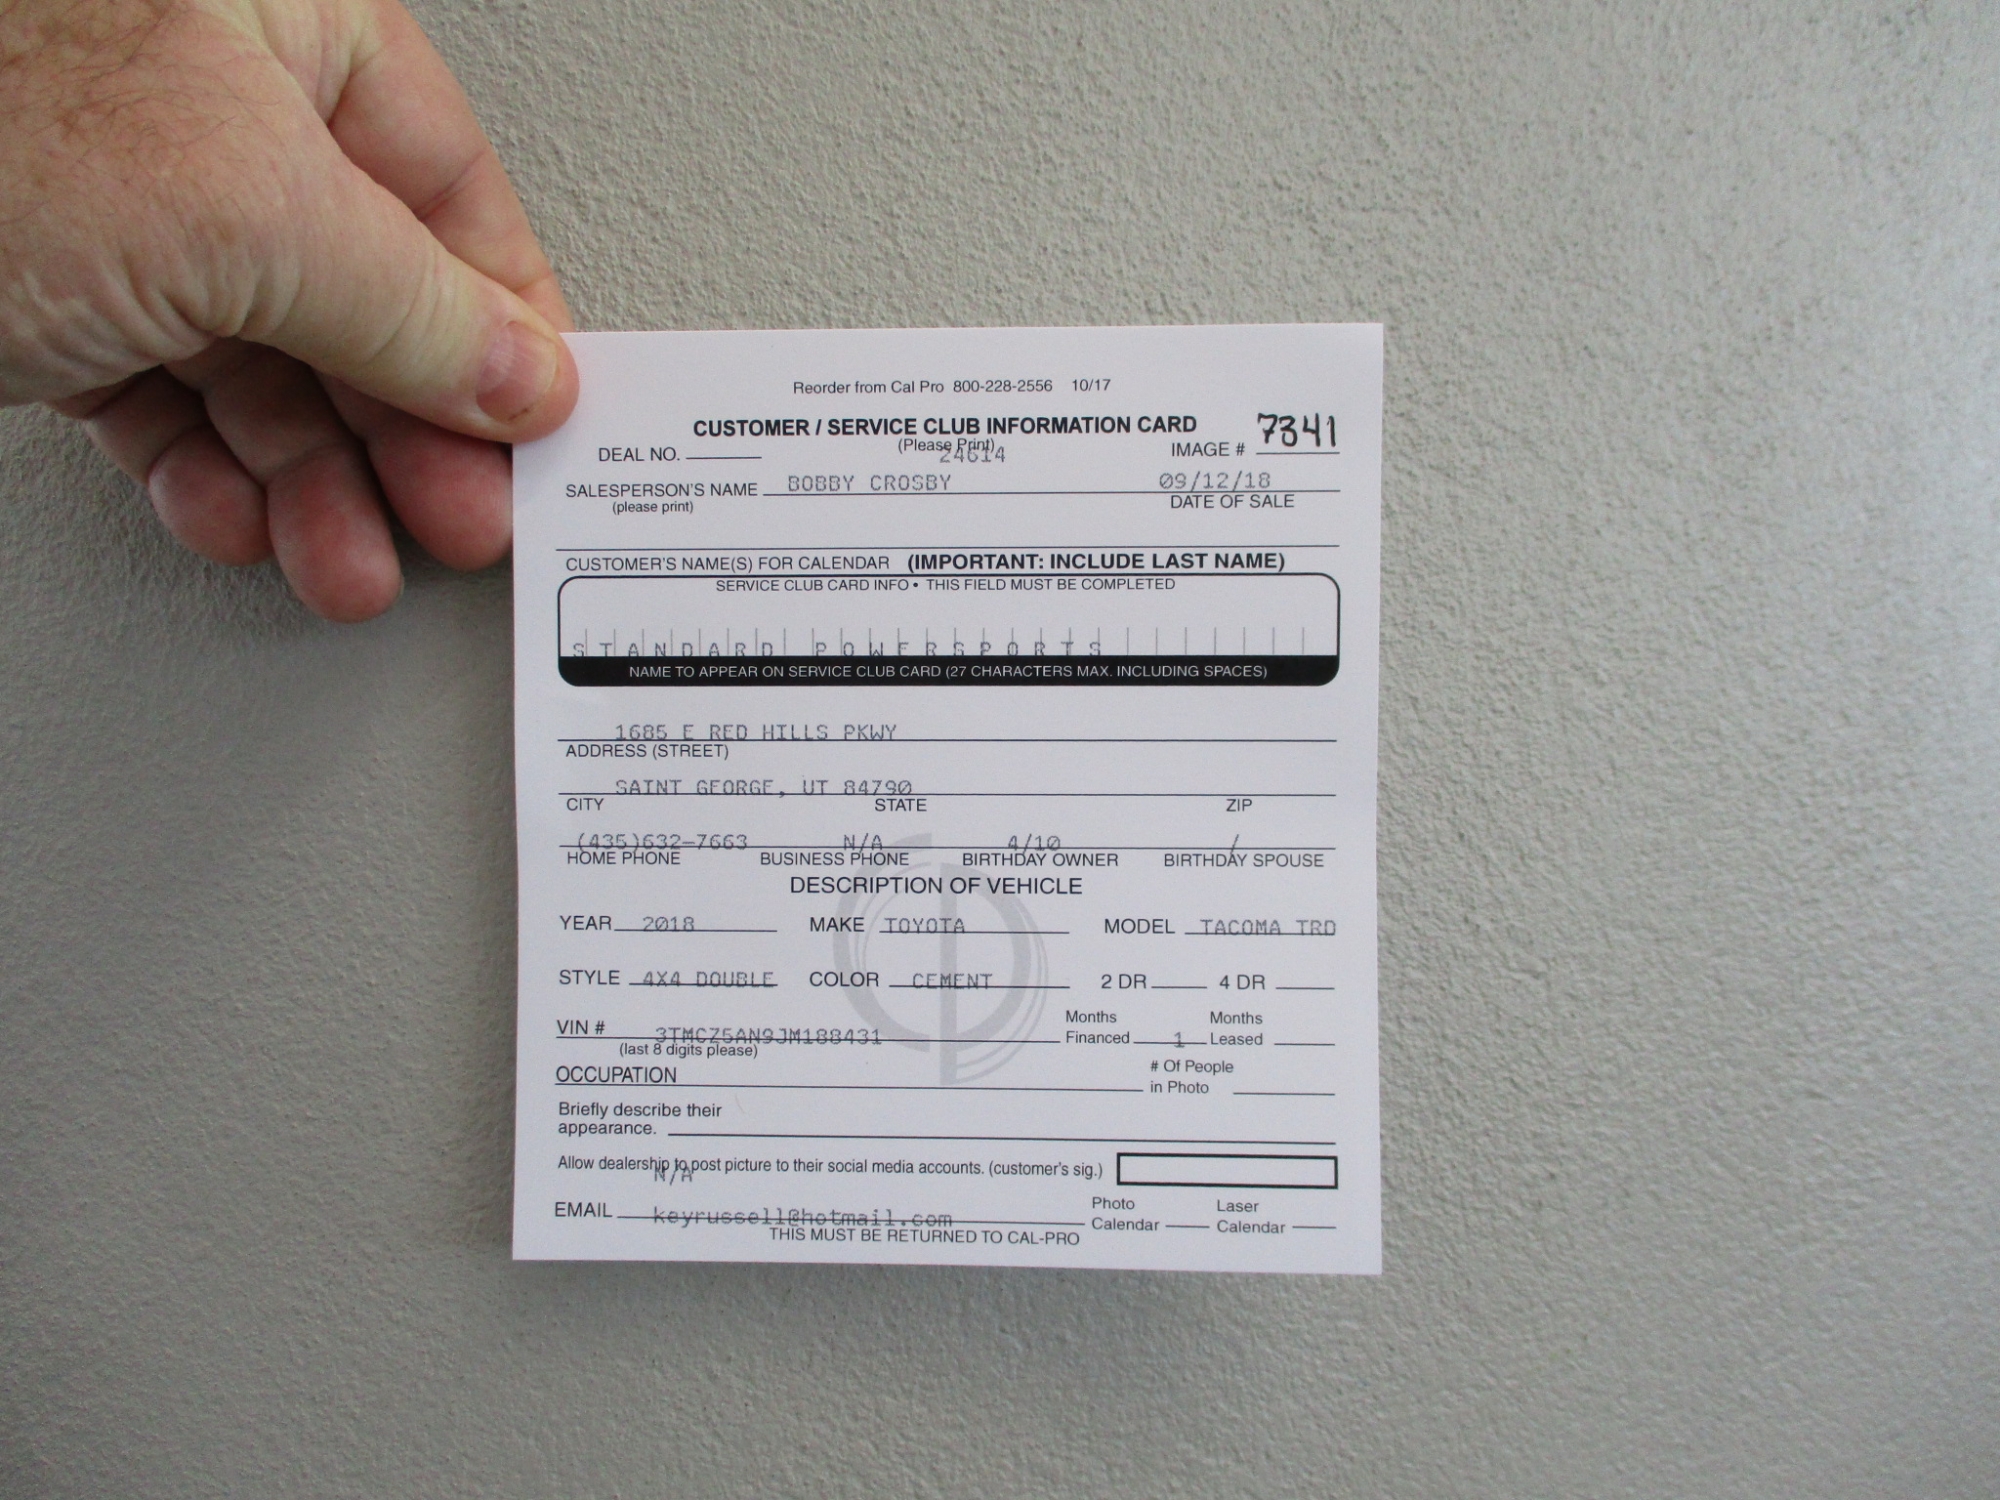 Reorder from Cal Pro 800-228-2556 10/17
CUSTOMER / SERVICE CLUB INFORMATION CARD
7341
(Please Print)
DEAL NO. 24614 IMAGE #
SALESPERSON'S NAME BOBBY CROSBY 09/12/18
(please print) DATE OF SALE
CUSTOMER'S NAME(S) FOR CALENDAR (IMPORTANT: INCLUDE LAST NAME)
SERVICE CLUB CARD INFO • THIS FIELD MUST BE COMPLETED
STANDARD POWERSPORTS
NAME TO APPEAR ON SERVICE CLUB CARD (27 CHARACTERS MAX. INCLUDING SPACES)
1685 E RED HILLS PKWY
ADDRESS (STREET)
SAINT GEORGE, UT 84790
CITY STATE ZIP
(435)632-7663 N/A 4/10 /
HOME PHONE BUSINESS PHONE BIRTHDAY OWNER BIRTHDAY SPOUSE
DESCRIPTION OF VEHICLE
YEAR 2018 MAKE TOYOTA MODEL TACOMA TRD
STYLE 4X4 DOUBLE COLOR CEMENT 2 DR 4 DR
Months Months
VIN # 3TMCZ5AN9JM188431 Financed 1 Leased
(last 8 digits please)
# Of People
OCCUPATION in Photo
Briefly describe their
appearance.
Allow dealership to post picture to their social media accounts. (customer's sig.)
N/A
Photo Laser
EMAIL keyrussell@hotmail.com Calendar Calendar
THIS MUST BE RETURNED TO CAL-PRO